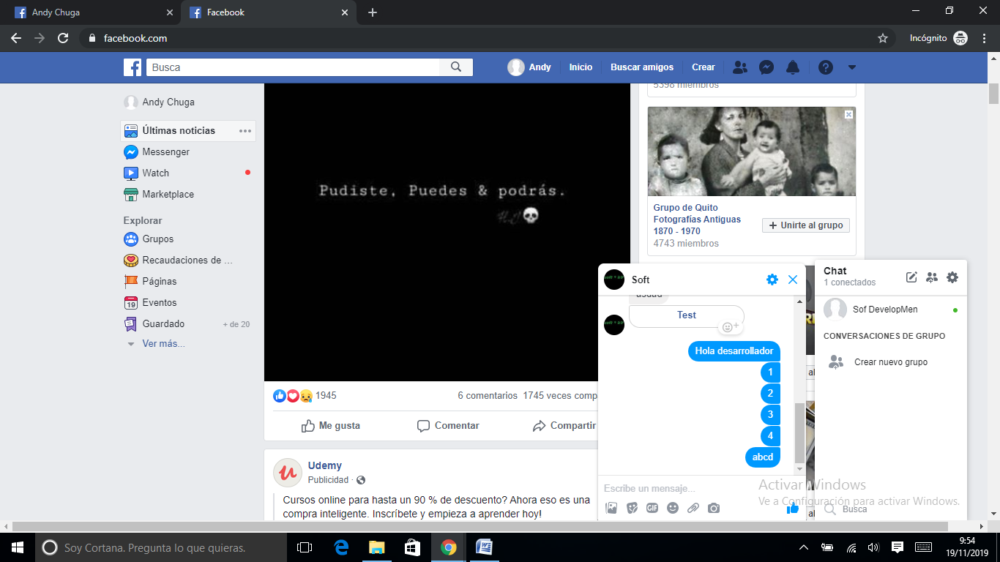 Andy Chuga
Facebook
facebook.com
Incógnito
Busca
Andy
Inicio
Buscar amigos
Crear
Andy Chuga
Últimas noticias
Messenger
Watch
Marketplace
Explorar
Grupos
Recaudaciones de ...
Páginas
Eventos
19
Guardado
+ de 20
Ver más...
Pudiste, Puedes & podrás.
1945
6 comentarios 1745 veces comp
Me gusta
Comentar
Compartir
Udemy
Publicidad ·
Cursos online para hasta un 90 % de descuento? Ahora eso es una
compra inteligente. Inscríbete y empieza a aprender hoy!
5398 miembros
Grupo de Quito
Fotografías Antiguas
1870 - 1970
4743 miembros
+ Unirte al grupo
Soft
asdad
Test
Hola desarrollador
1
2
3
4
abcd
Escribe un mensaje...
GIF
Chat
1 conectados
Sof DevelopMen
CONVERSACIONES DE GRUPO
Crear nuevo grupo
Busca
Activar Windows
Ve a Configuración para activar Windows.
Soy Cortana. Pregunta lo que quieras.
9:54
19/11/2019